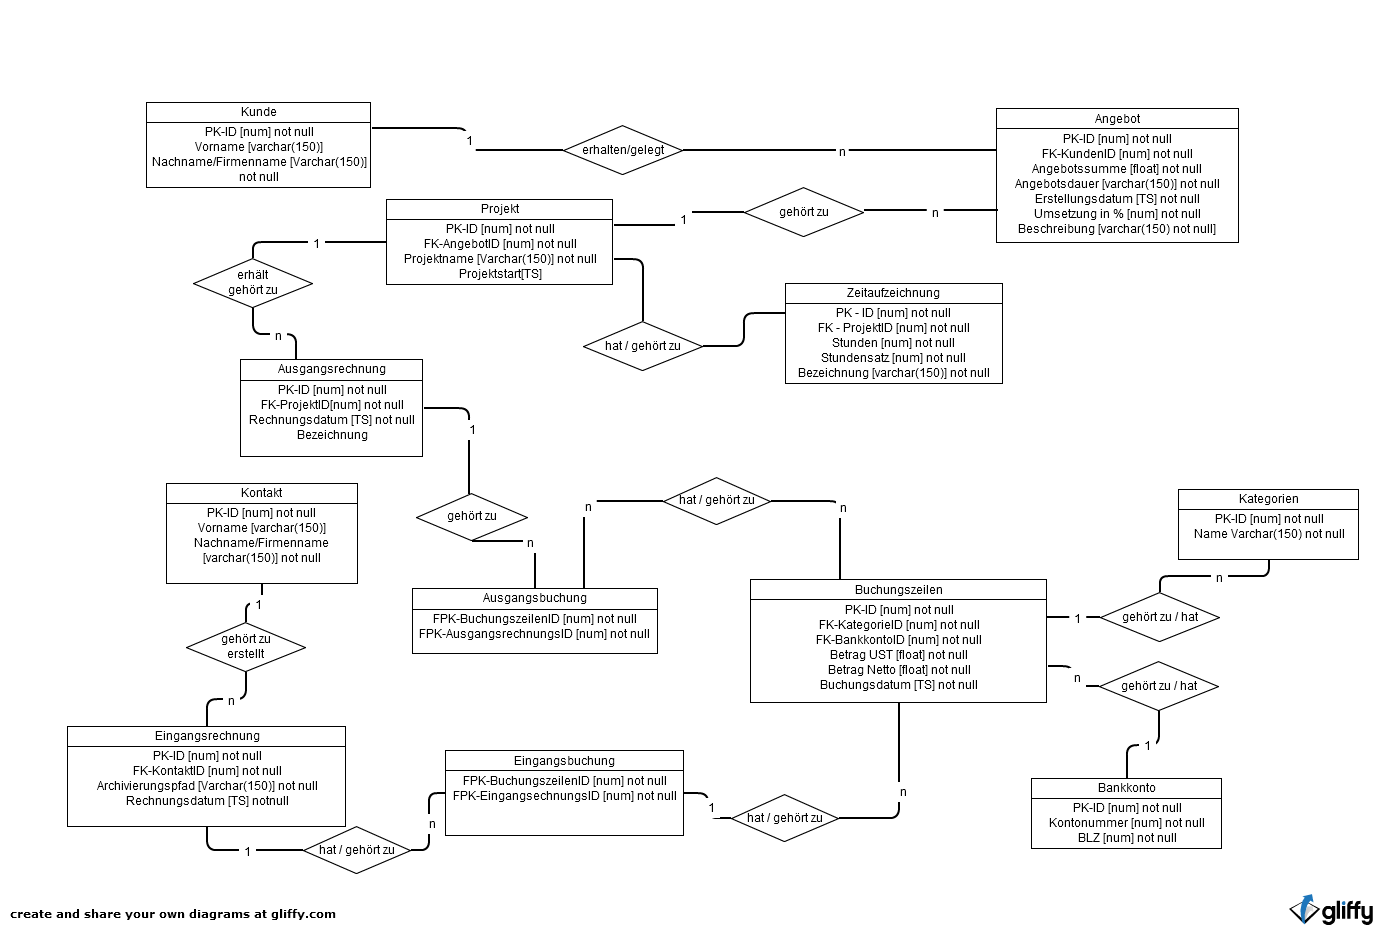 Kunde
PK-ID [num] not null
Vorname [varchar(150)]
Nachname/Firmenname [Varchar(150)]
not null
1
erhalten/gelegt
n
Angebot
PK-ID [num] not null
FK-KundenID [num] not null
Angebotssumme [float] not null
Angebotsdauer [varchar(150)] not null
Erstellungsdatum [TS] not null
Umsetzung in % [num] not null
Beschreibung [varchar(150) not null]
Projekt
PK-ID [num] not null
FK-AngebotID [num] not null
Projektname [Varchar(150)] not null
Projektstart[TS]
1
gehört zu
n
1
erhält
gehört zu
n
hat / gehört zu
Zeitaufzeichnung
PK - ID [num] not null
FK - ProjektID [num] not null
Stunden [num] not null
Stundensatz [num] not null
Bezeichnung [varchar(150)] not null
Ausgangsrechnung
PK-ID [num] not null
FK-ProjektID[num] not null
Rechnungsdatum [TS] not null
Bezeichnung
1
gehört zu
n
Kontakt
PK-ID [num] not null
Vorname [varchar(150)]
Nachname/Firmenname
[varchar(150)] not null
1
gehört zu
erstellt
n
n
hat / gehört zu
n
Kategorien
PK-ID [num] not null
Name Varchar(150) not null
n
Ausgangsbuchung
FPK-BuchungszeilenID [num] not null
FPK-AusgangsrechnungsID [num] not null
Buchungszeilen
PK-ID [num] not null
FK-KategorieID [num] not null
FK-BankkontoID [num] not null
Betrag UST [float] not null
Betrag Netto [float] not null
Buchungsdatum [TS] not null
1
gehört zu / hat
n
gehört zu / hat
1
Eingangsrechnung
PK-ID [num] not null
FK-KontaktID [num] not null
Archivierungspfad [Varchar(150)] not null
Rechnungsdatum [TS] notnull
1
hat / gehört zu
n
Eingangsbuchung
FPK-BuchungszeilenID [num] not null
FPK-EingangsechnungsID [num] not null
1
hat / gehört zu
n
Bankkonto
PK-ID [num] not null
Kontonummer [num] not null
BLZ [num] not null
create and share your own diagrams at gliffy.com
gliffy